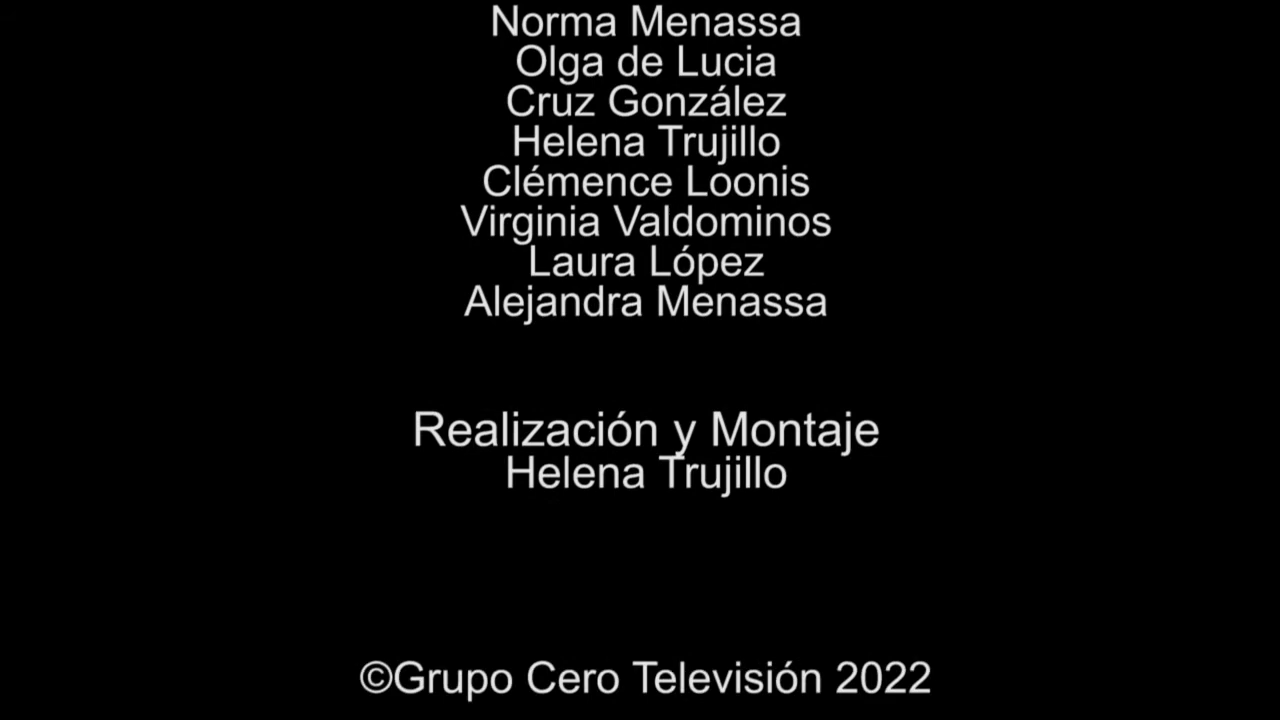 Norma Menassa
Olga de Lucia
Cruz González
Helena Trujillo
Clémence Loonis
Virginia Valdominos
Laura López
Alejandra Menassa
Realización y Montaje
Helena Trujillo
©Grupo Cero Televisión 2022